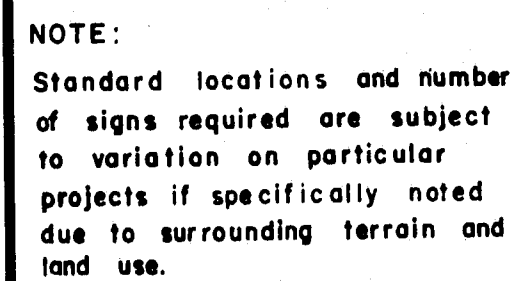 NOTE:
Standard locations and number
of signs required are subject
to variation on particular
projects if specifically noted
due to surrounding terrain and
land use.